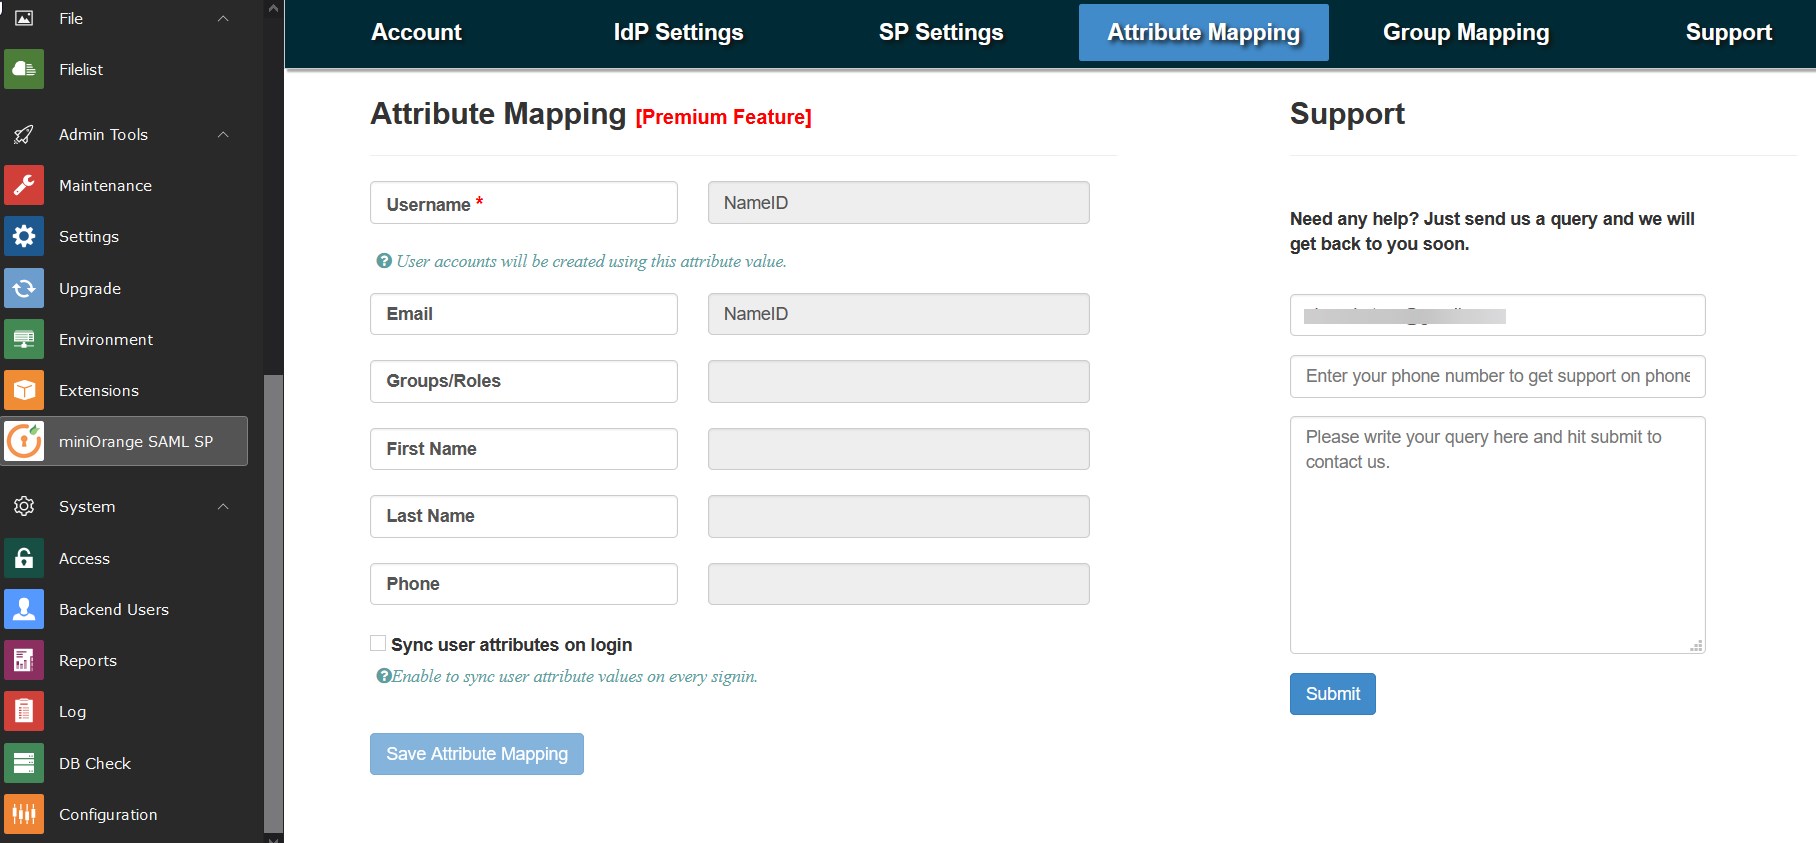 File
Filelist
Admin Tools
Maintenance
Settings
Upgrade
Environment
Extensions
miniOrange SAML SP
System
Access
Backend Users
Reports
Log
DB Check
Configuration
Account IdP Settings SP Settings Attribute Mapping Group Mapping Support
Attribute Mapping [Premium Feature]
Username * NameID
User accounts will be created using this attribute value.
Email NameID
Groups/Roles
First Name
Last Name
Phone
Sync user attributes on login
Enable to sync user attribute values on every signin.
Save Attribute Mapping
Support
Need any help? Just send us a query and we will
get back to you soon.
Enter your phone number to get support on phone
Please write your query here and hit submit to
contact us.
Submit